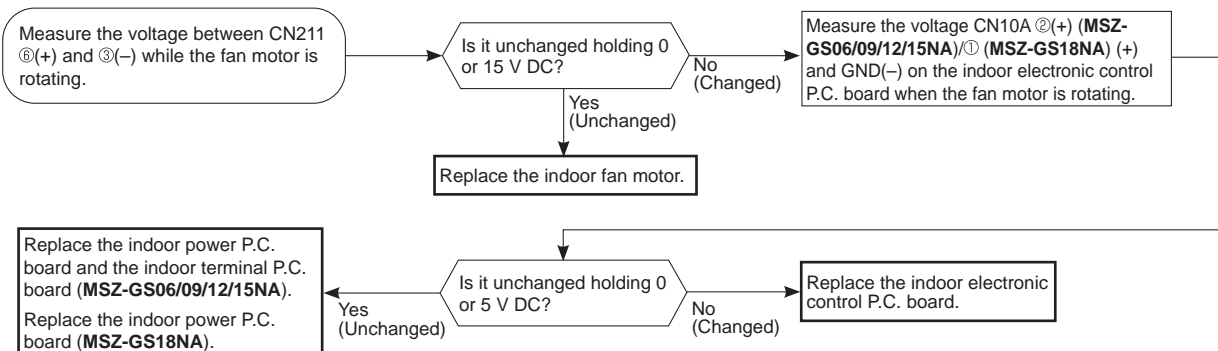 Measure the voltage between CN211
⑥(+) and ③(–) while the fan motor is
rotating.
Is it unchanged holding 0
or 15 V DC?
No
(Changed)
Yes
(Unchanged)
Replace the indoor fan motor.
Measure the voltage CN10A ②(+) (MSZ-
GS06/09/12/15NA)/① (MSZ-GS18NA) (+)
and GND(–) on the indoor electronic control
P.C. board when the fan motor is rotating.
Is it unchanged holding 0
or 5 V DC?
Yes
(Unchanged)
Replace the indoor power P.C.
board and the indoor terminal P.C.
board (MSZ-GS06/09/12/15NA).
Replace the indoor power P.C.
board (MSZ-GS18NA).
No
(Changed)
Replace the indoor electronic
control P.C. board.